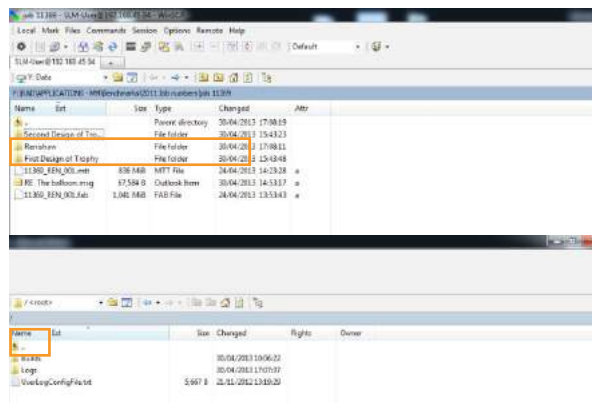 job 11369 - SLM-User@192.168.45.94 - WinSCP
Local Mark Files Commands Session Options Remote Help
Default
SLM-User@192.168.45.94
Y: Data
Name Ext Size Type Changed Attr
.. Parent directory 30/04/2013 17:08:19
Second Design of Tro... File folder 30/04/2013 15:43:23
Renishaw File folder 30/04/2013 17:08:11
First Design of Trophy File folder 30/04/2013 15:43:48
11369_REN_001.mtt 836 MiB MTT File 24/04/2013 14:23:28 a
RE The balloon.msg 67,584 B Outlook Item 30/04/2013 14:53:17 a
11369_REN_001.fab 1,041 MiB FAB File 24/04/2013 13:53:43 a
/ <root>
/
Name Ext Size Changed Rights Owner
..
Builds 30/04/2013 10:06:22
Logs 30/04/2013 17:07:37
UserLogConfigFile.txt 5,667 B 21/11/2012 13:19:29